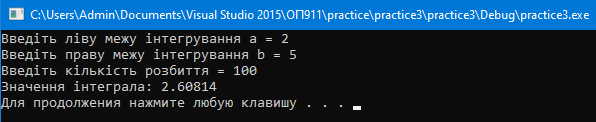 C:\Users\Admin\Documents\Visual Studio 2015\ОП911\practice\practice3\practice3\Debug\practice3.exe
Введіть ліву межу інтегрування a = 2
Введіть праву межу інтегрування b = 5
Введіть кількість розбиття = 100
Значення інтеграла: 2.60814
Для продолжения нажмите любую клавишу . . .